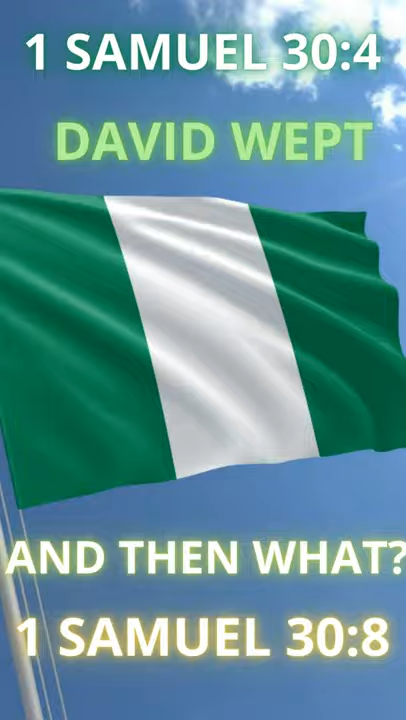 1 SAMUEL 30:4
DAVID WEPT
AND THEN WHAT?
1 SAMUEL 30:8